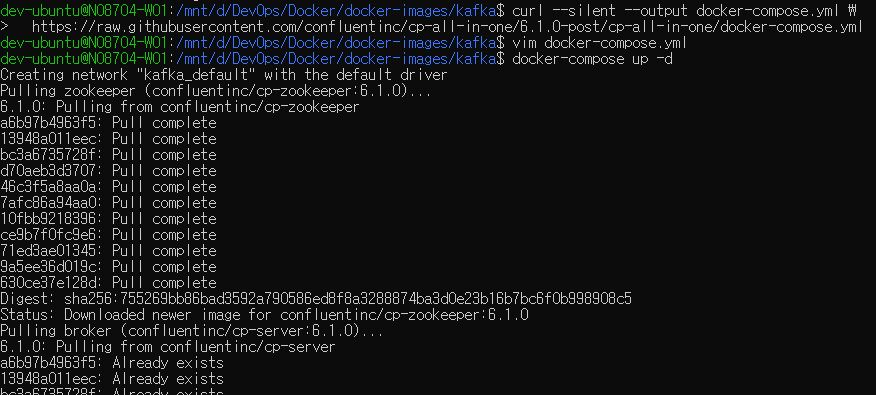 dev-ubuntu@N08704-W01:/mnt/d/DevOps/Docker/docker-images/kafka$ curl --silent --output docker-compose.yml ₩
>   https://raw.githubusercontent.com/confluentinc/cp-all-in-one/6.1.0-post/cp-all-in-one/docker-compose.yml
dev-ubuntu@N08704-W01:/mnt/d/DevOps/Docker/docker-images/kafka$ vim docker-compose.yml
dev-ubuntu@N08704-W01:/mnt/d/DevOps/Docker/docker-images/kafka$ docker-compose up -d
Creating network "kafka_default" with the default driver
Pulling zookeeper (confluentinc/cp-zookeeper:6.1.0)...
6.1.0: Pulling from confluentinc/cp-zookeeper
a6b97b4963f5: Pull complete
13948a011eec: Pull complete
bc3a6735728f: Pull complete
d70aeb3d3707: Pull complete
46c3f5a8aa0a: Pull complete
7afc86a94aa0: Pull complete
10fbb9218396: Pull complete
ce9b7f0fc9e6: Pull complete
71ed3ae01345: Pull complete
9a5ee36d019c: Pull complete
630ce37e128d: Pull complete
Digest: sha256:755269bb86bad3592a790586ed8f8a3288874ba3d0e23b16b7bc6f0b998908c5
Status: Downloaded newer image for confluentinc/cp-zookeeper:6.1.0
Pulling broker (confluentinc/cp-server:6.1.0)...
6.1.0: Pulling from confluentinc/cp-server
a6b97b4963f5: Already exists
13948a011eec: Already exists
bc3a6735728f: Already exists